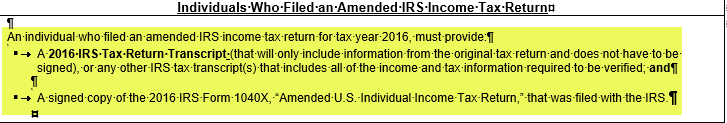 Individuals Who Filed an Amended IRS Income Tax Return¤
¶
An individual who filed an amended IRS income tax return for tax year 2016, must provide:¶
▪→ A 2016 IRS Tax Return Transcript (that will only include information from the original tax return and does not have to be
signed), or any other IRS tax transcript(s) that includes all of the income and tax information required to be verified; and¶
¶
▪→ A signed copy of the 2016 IRS Form 1040X, “Amended U.S. Individual Income Tax Return,” that was filed with the IRS.¶
¤